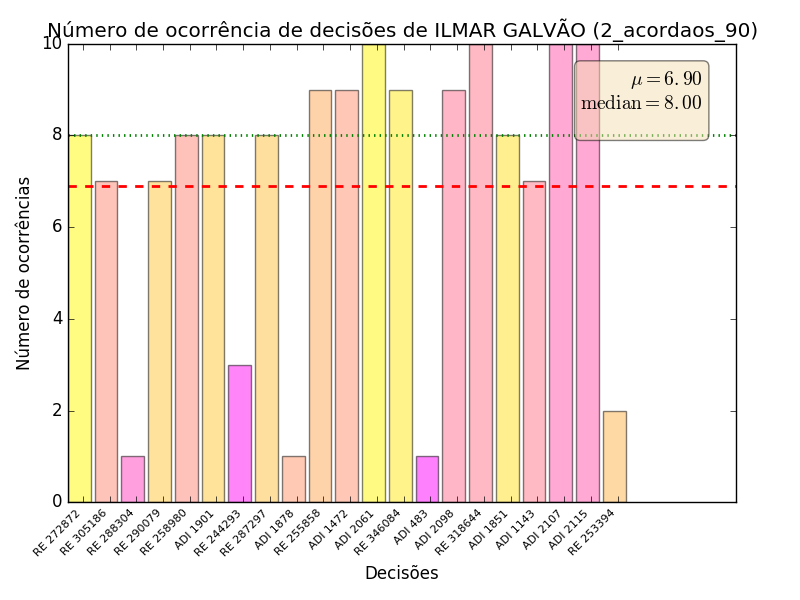 Número de ocorrência de decisões de ILMAR GALVÃO (2_acordaos_90)
10
8
6
4
2
0
Número de ocorrências
μ = 6.90
median = 8.00
RE 272872
RE 305186
RE 288304
RE 290079
RE 258980
ADI 1901
RE 244293
RE 287297
ADI 1878
RE 255858
ADI 1472
ADI 2061
RE 346084
ADI 483
ADI 2098
RE 318644
ADI 1851
ADI 1143
ADI 2107
ADI 2115
RE 253394
Decisões